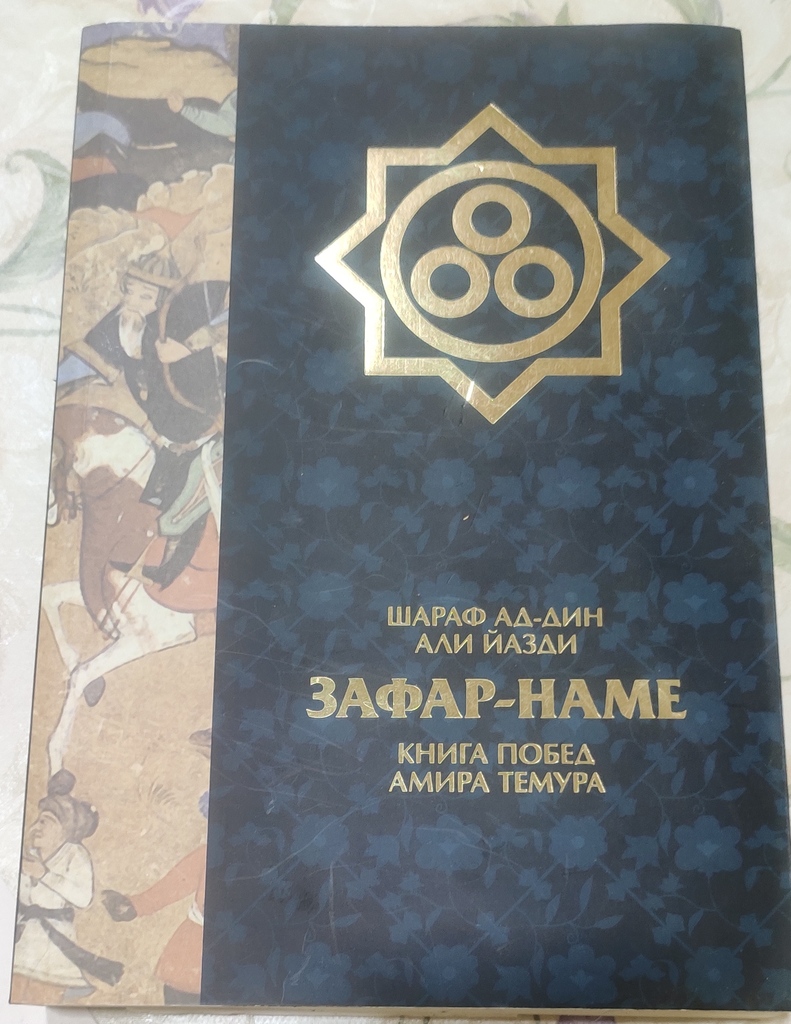 ШАРАФ АД-ДИН
АЛИ ЙАЗДИ
ЗАФАР-НАМЕ
КНИГА ПОБЕД
АМИРА ТЕМУРА